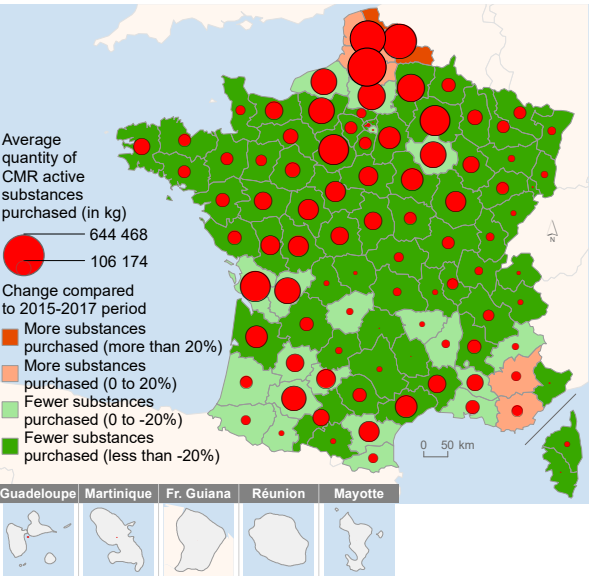 Average
quantity of
CMR active
substances
purchased (in kg)
644 468
106 174
Change compared
to 2015-2017 period
More substances
purchased (more than 20%)
More substances
purchased (0 to 20%)
Fewer substances
purchased (0 to -20%)
Fewer substances
purchased (less than -20%)
N
0 50 km
Guadeloupe Martinique Fr. Guiana Réunion Mayotte